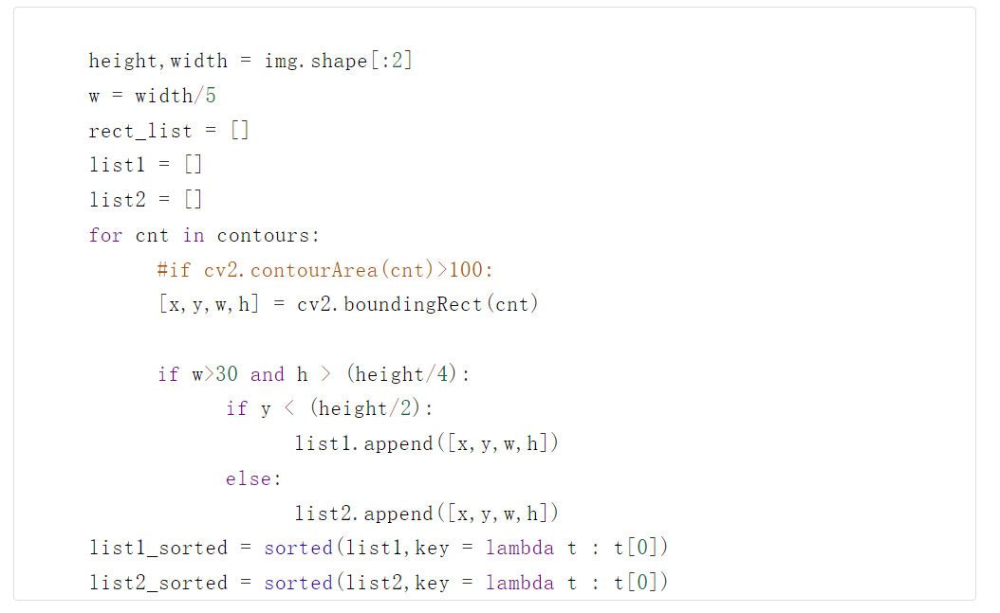 height,width = img.shape[:2]
w = width/5
rect_list = []
list1 = []
list2 = []
for cnt in contours:
      #if cv2.contourArea(cnt)>100:
      [x,y,w,h] = cv2.boundingRect(cnt)

      if w>30 and h > (height/4):
            if y < (height/2):
                  list1.append([x,y,w,h])
            else:
                  list2.append([x,y,w,h])
list1_sorted = sorted(list1,key = lambda t : t[0])
list2_sorted = sorted(list2,key = lambda t : t[0])